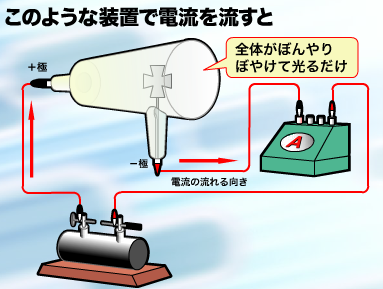 このような装置で電流を流すと
全体がぼんやり
ぼやけて光るだけ
＋極
－極
電流の流れる向き
A